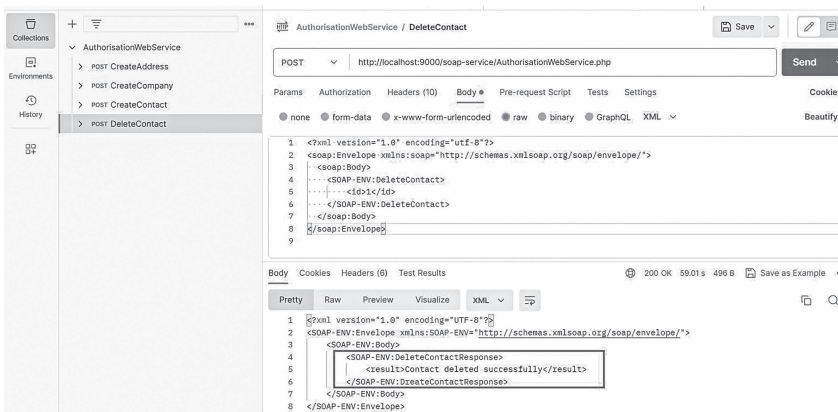 Collections
Environments
History
AuthorisationWebService
POST CreateAddress
POST CreateCompany
POST CreateContact
POST DeleteContact
HTTP AuthorisationWebService / DeleteContact
Save
POST http://localhost:9000/soap-service/AuthorisationWebService.php
Send
Params Authorization Headers (10) Body Pre-request Script Tests Settings Cookie
none form-data x-www-form-urlencoded raw binary GraphQL XML Beautify
1 <?xml version="1.0" encoding="utf-8"?>
2 <soap:Envelope xmlns:soap="http://schemas.xmlsoap.org/soap/envelope/">
3 <soap:Body>
4 <SOAP-ENV:DeleteContact>
5 <id>1</id>
6 </SOAP-ENV:DeleteContact>
7 </soap:Body>
8 </soap:Envelope>
9
Body Cookies Headers (6) Test Results 200 OK 59.01 s 496 B Save as Example
Pretty Raw Preview Visualize XML
1 <?xml version="1.0" encoding="UTF-8"?>
2 <SOAP-ENV:Envelope xmlns:SOAP-ENV="http://schemas.xmlsoap.org/soap/envelope/">
3 <SOAP-ENV:Body>
4 <SOAP-ENV:DeleteContactResponse>
5 <result>Contact deleted successfully</result>
6 </SOAP-ENV:DreateContactResponse>
7 </SOAP-ENV:Body>
8 </SOAP-ENV:Envelope>